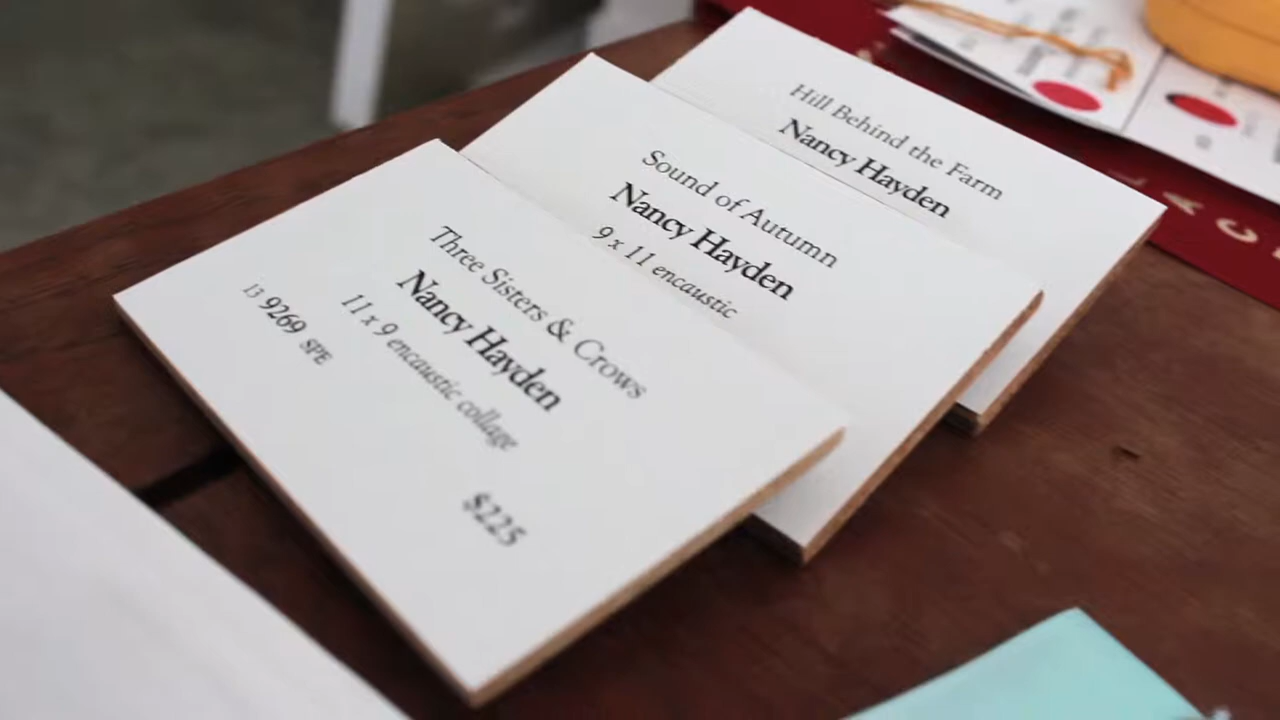 Hill Behind the Farm
Nancy Hayden
Sound of Autumn
Nancy Hayden
9 x 11 encaustic
Three Sisters & Crows
Nancy Hayden
11 x 9 encaustic collage
13 9269 SPE
$225